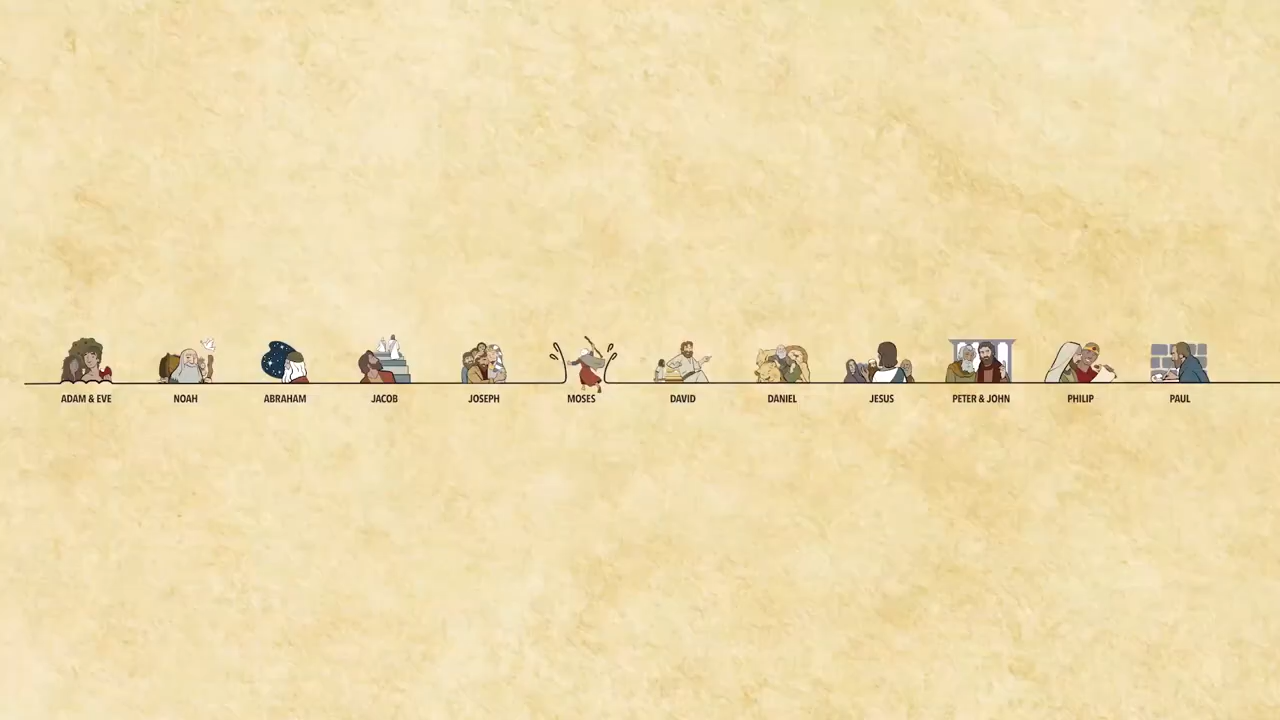 ADAM & EVE
NOAH
ABRAHAM
JACOB
JOSEPH
MOSES
DAVID
DANIEL
JESUS
PETER & JOHN
PHILIP
PAUL